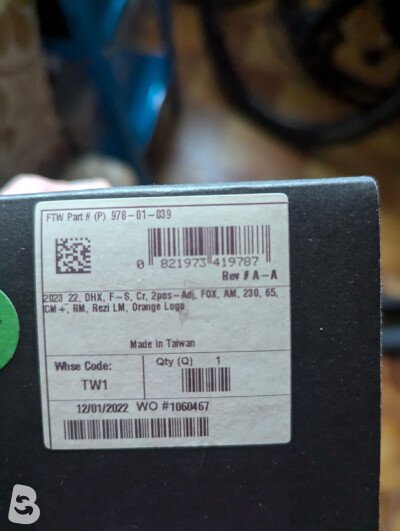 FTW Part # (P) 978-01-039
0 821973 419787
Rev # A-A
2023 22, DHX, F-S, Cr, 2pos-Adj, FOX, AM, 230, 65,
CM+, RM, Rezi LM, Orange Logo
Made in Taiwan
Whse Code:
TW1
Qty (Q) 1
12/01/2022 WO #1060467